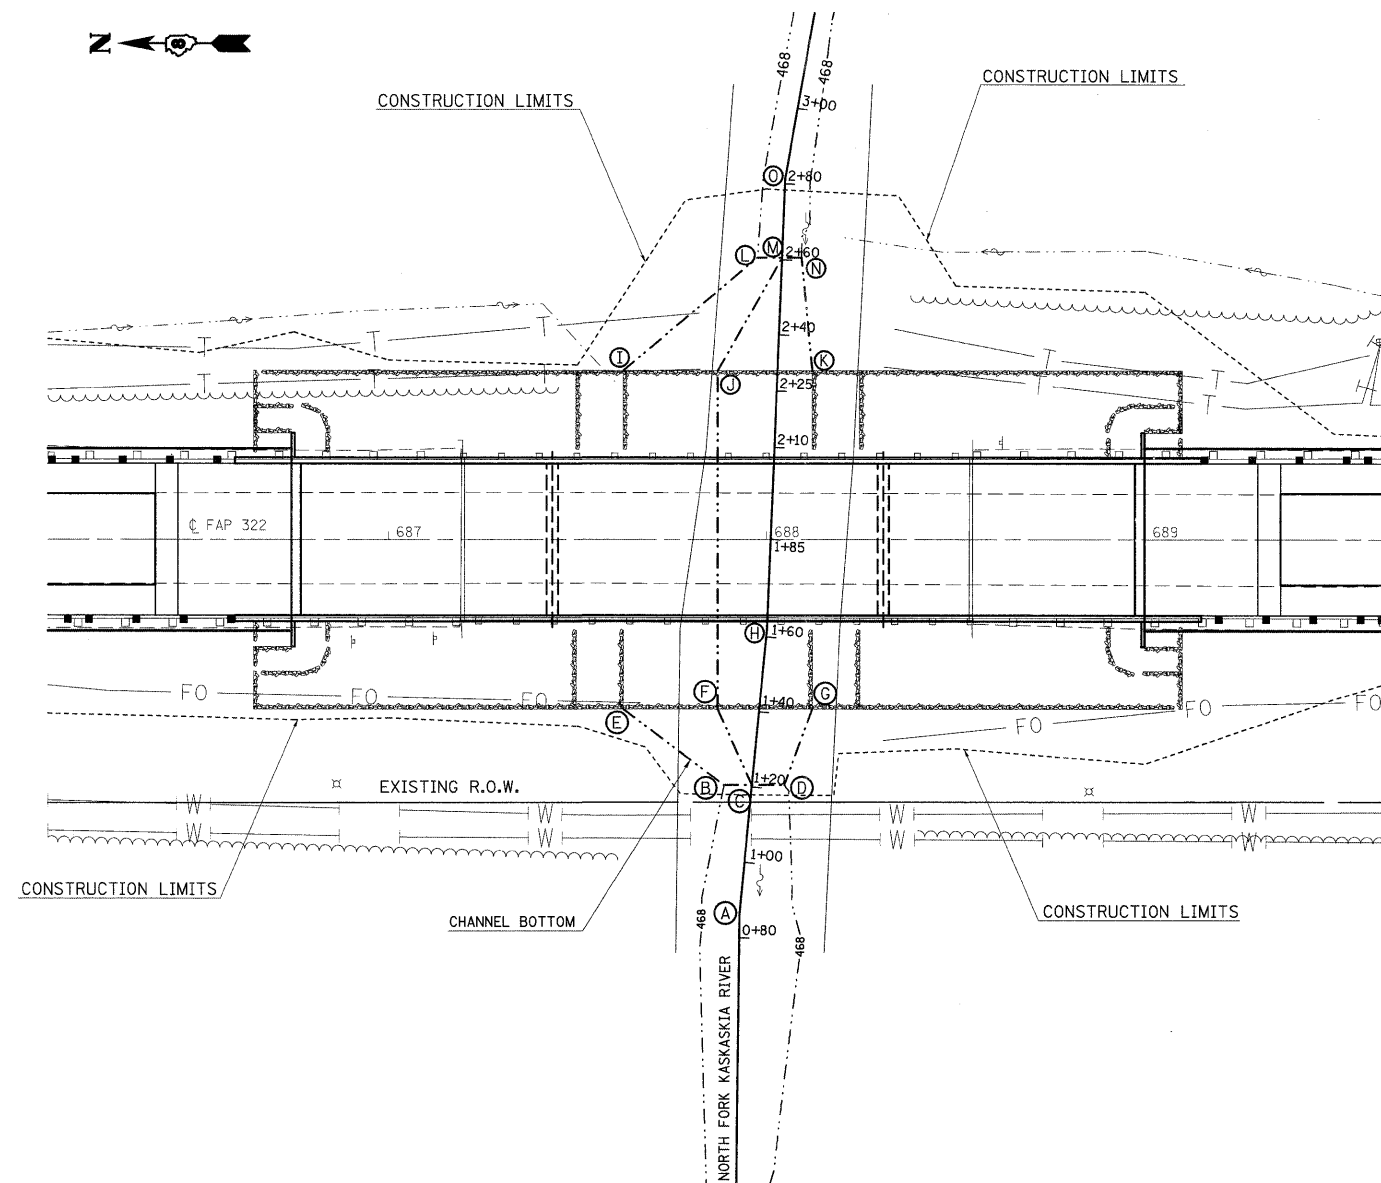 N
468
468
CONSTRUCTION LIMITS
CONSTRUCTION LIMITS
3+00
O
2+80
M
L
2+60
N
2+40
I
K
J
2+25
T
T
T
T
T
T
T
T
T
2+10
℄ FAP 322
687
688
689
1+85
H
1+60
FO
FO
FO
F
G
1+40
E
FO
FO
FO
EXISTING R.O.W.
B
1+20
D
C
W
W
W
W
W
W
W
W
1+00
CONSTRUCTION LIMITS
CHANNEL BOTTOM
468
A
0+80
468
CONSTRUCTION LIMITS
NORTH FORK KASKASKIA RIVER